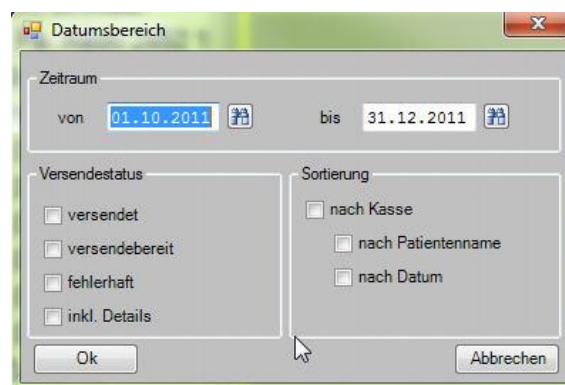 Datumsbereich
Zeitraum
von 01.10.2011 bis 31.12.2011
Versendestatus
versendet
versendebereit
fehlerhaft
inkl. Details
Sortierung
nach Kasse
nach Patientenname
nach Datum
Ok Abbrechen